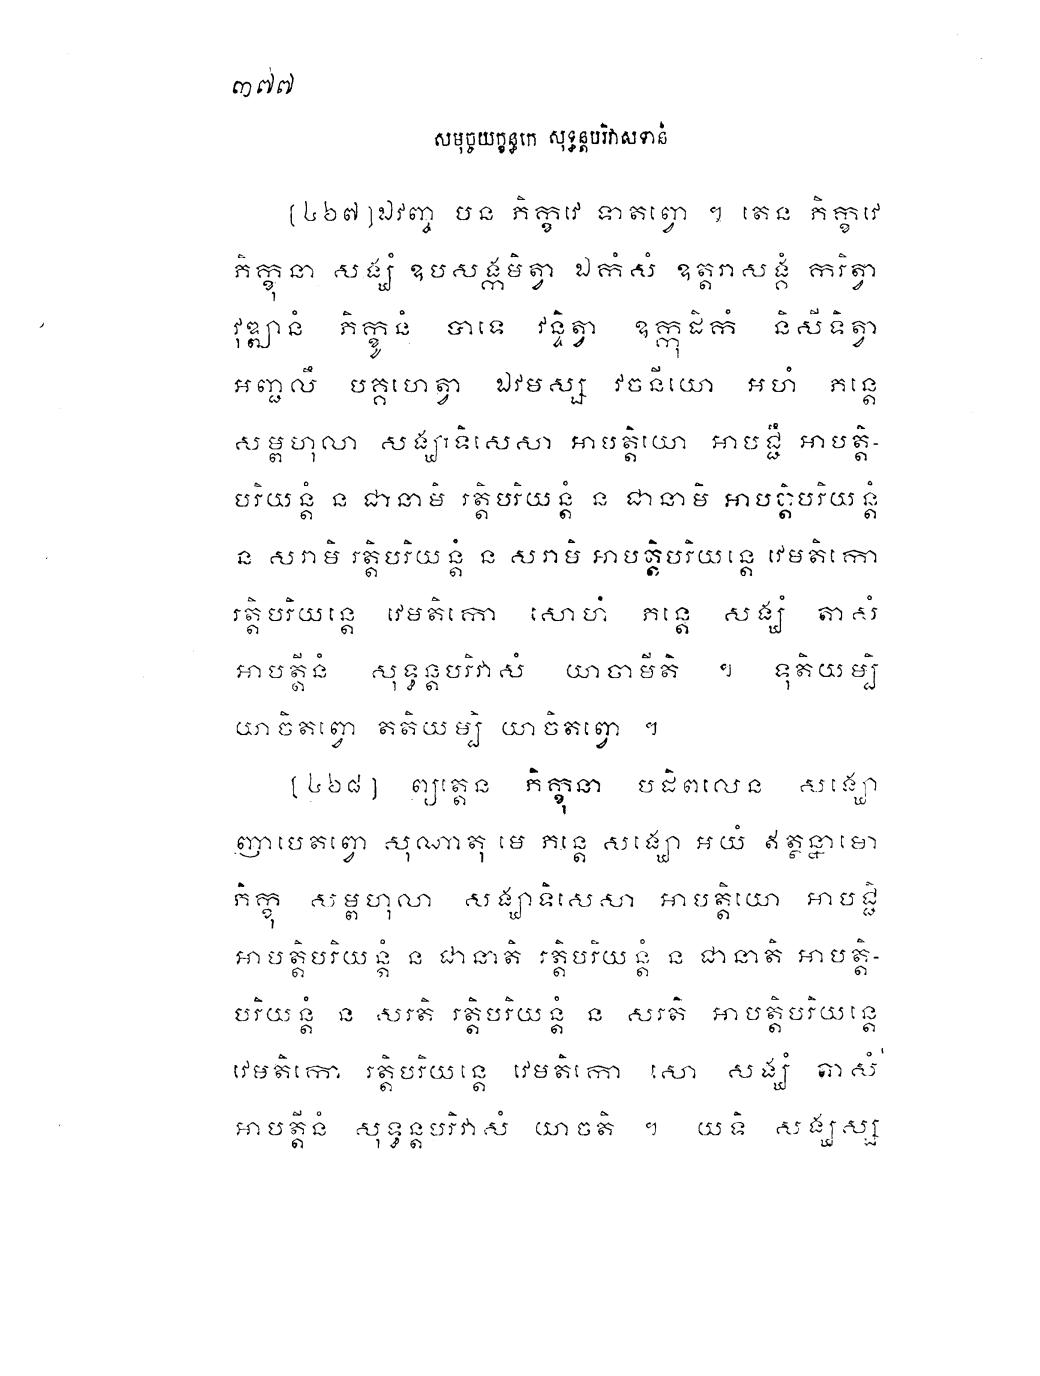 ៣៧៧
សមុច្ចយក្ខន្ធកេ សុទ្ធន្តបរិវាសទានំ
[៤៦៧]ឯវញ្ច បន ភិក្ខវេ ទាតព្វោ ។ តេន ភិក្ខវេ
ភិក្ខុនា សង្ឃំ ឧបសង្កមិត្វា ឯកំសំ ឧត្តរាសង្គំ ករិត្វា
វុឌ្ឍានំ ភិក្ខូនំ បាទេ វន្ទិត្វា ឧក្កុដិកំ និសីទិត្វា
អញ្ជលឹ បគ្គហេត្វា ឯវមស្ស វចនីយោ អហំ ភន្តេ
សម្ពហុលា សង្ឃាទិសេសា អាបត្តិយោ អាបជ្ជឹ អាបត្តិ-
បរិយន្តំ ន ជានាមិ រត្តិបរិយន្តំ ន ជានាមិ អាបត្តិបរិយន្តំ
ន សរាមិ រត្តិបរិយន្តំ ន សរាមិ អាបត្តិបរិយន្តេ វេមតិកោ
រត្តិបរិយន្តេ វេមតិកោ សោហំ ភន្តេ សង្ឃំ តាសំ
អាបត្តីនំ សុទ្ធន្តបរិវាសំ យាចាមីតិ ។ ទុតិយម្បិ
យាចិតព្វោ តតិយម្បិ យាចិតព្វោ ។
[៤៦៨] ព្យត្តេន ភិក្ខុនា បដិពលេន សង្ឃោ
ញាបេតព្វោ សុណាតុ មេ ភន្តេ សង្ឃោ អយំ ឥត្ថន្នាមោ
ភិក្ខុ សម្ពហុលា សង្ឃាទិសេសា អាបត្តិយោ អាបជ្ជិ
អាបត្តិបរិយន្តំ ន ជានាតិ រត្តិបរិយន្តំ ន ជានាតិ អាបត្តិ-
បរិយន្តំ ន សរតិ រត្តិបរិយន្តំ ន សរតិ អាបត្តិបរិយន្តេ
វេមតិកោ រត្តិបរិយន្តេ វេមតិកោ សោ សង្ឃំ តាសំ
អាបត្តីនំ សុទ្ធន្តបរិវាសំ យាចតិ ។ យទិ សង្ឃស្ស